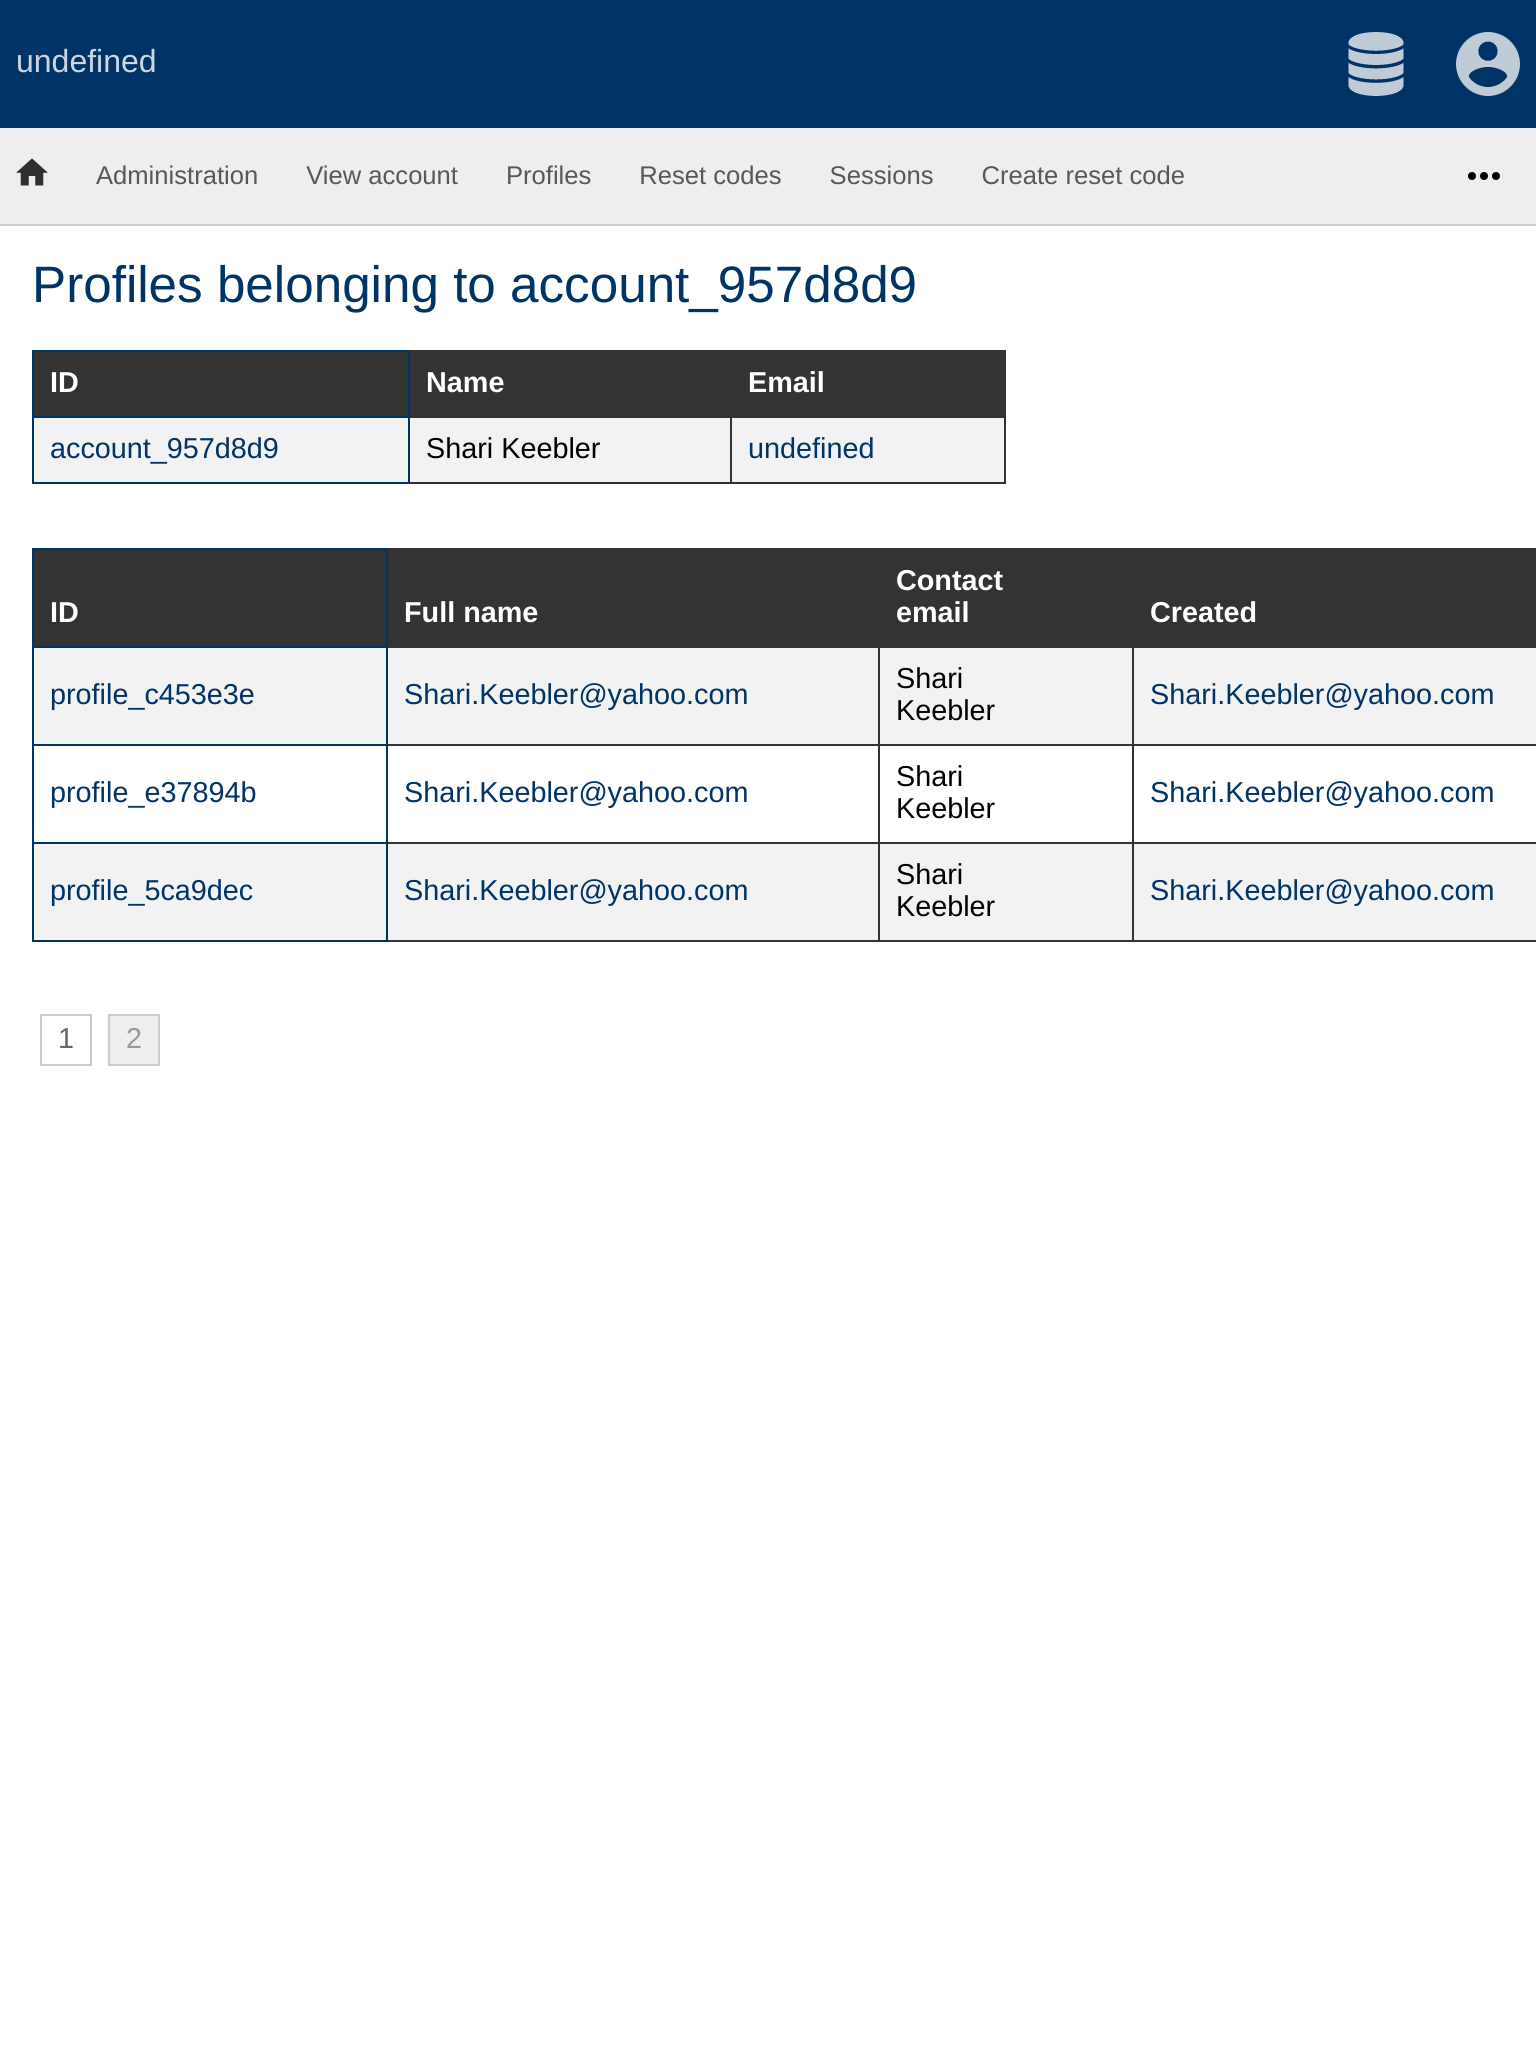 undefined
Administration View account Profiles Reset codes Sessions Create reset code
Profiles belonging to account_957d8d9
ID Name Email
account_957d8d9 Shari Keebler undefined
ID Full name Contact email Created
profile_c453e3e Shari.Keebler@yahoo.com Shari Keebler Shari.Keebler@yahoo.com
profile_e37894b Shari.Keebler@yahoo.com Shari Keebler Shari.Keebler@yahoo.com
profile_5ca9dec Shari.Keebler@yahoo.com Shari Keebler Shari.Keebler@yahoo.com
1 2